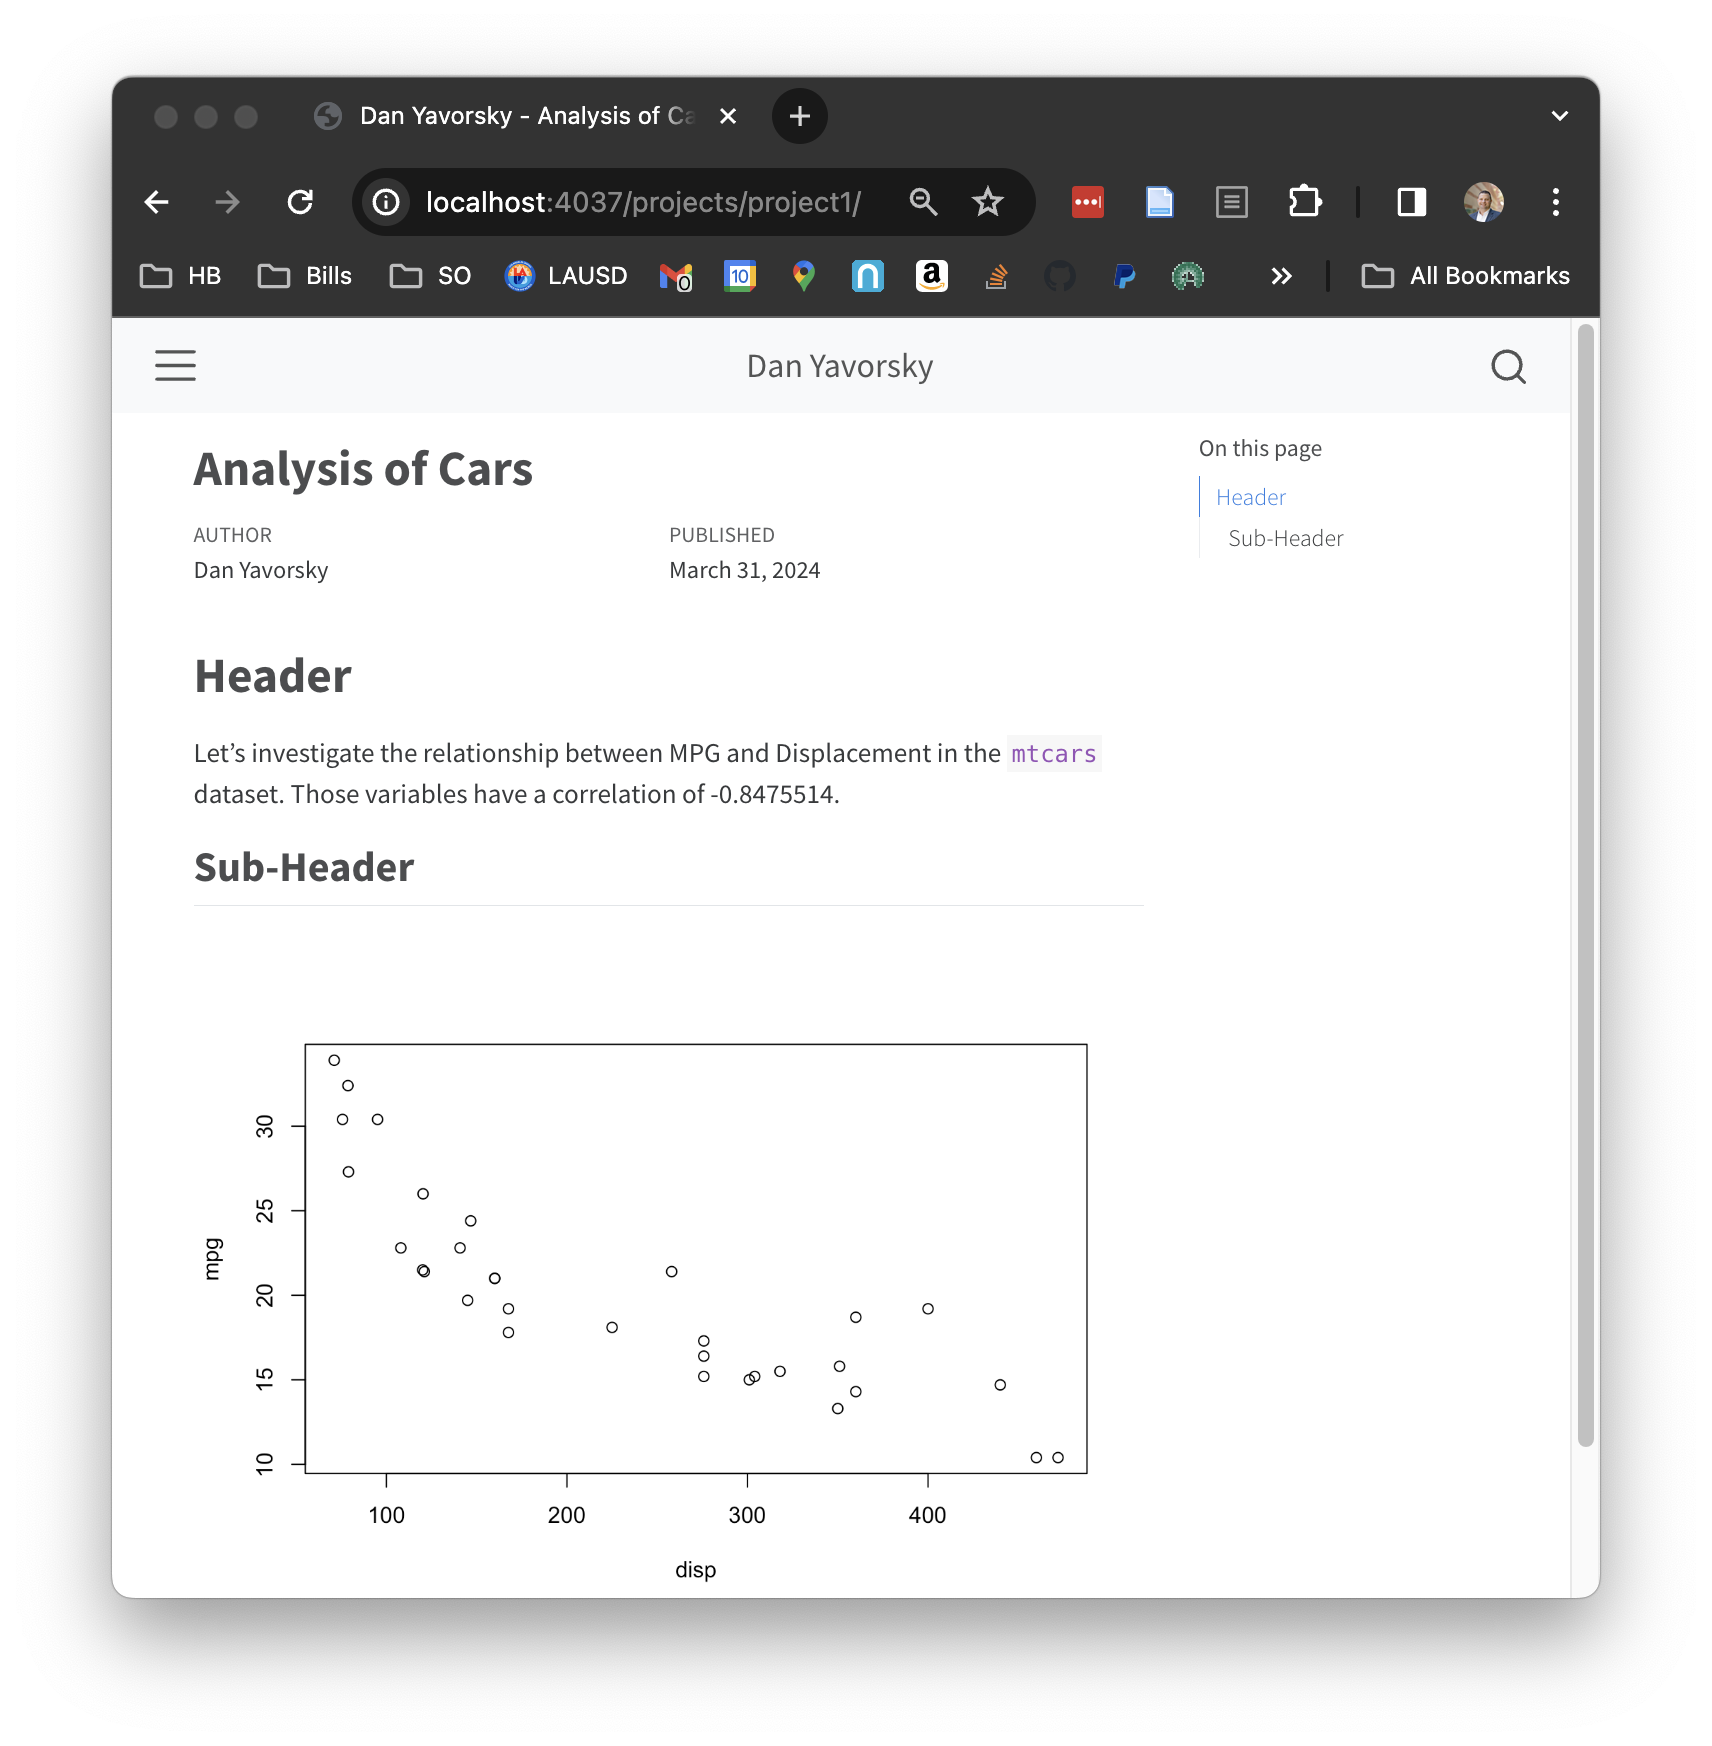 Dan Yavorsky - Analysis of Ca
localhost:4037/projects/project1/
HB Bills SO LAUSD All Bookmarks
Dan Yavorsky
Analysis of Cars
On this page
Header
Sub-Header
AUTHOR PUBLISHED
Dan Yavorsky March 31, 2024
Header
Let’s investigate the relationship between MPG and Displacement in the mtcars
dataset. Those variables have a correlation of -0.8475514.
Sub-Header
mpg
30
25
20
15
10
100 200 300 400
disp